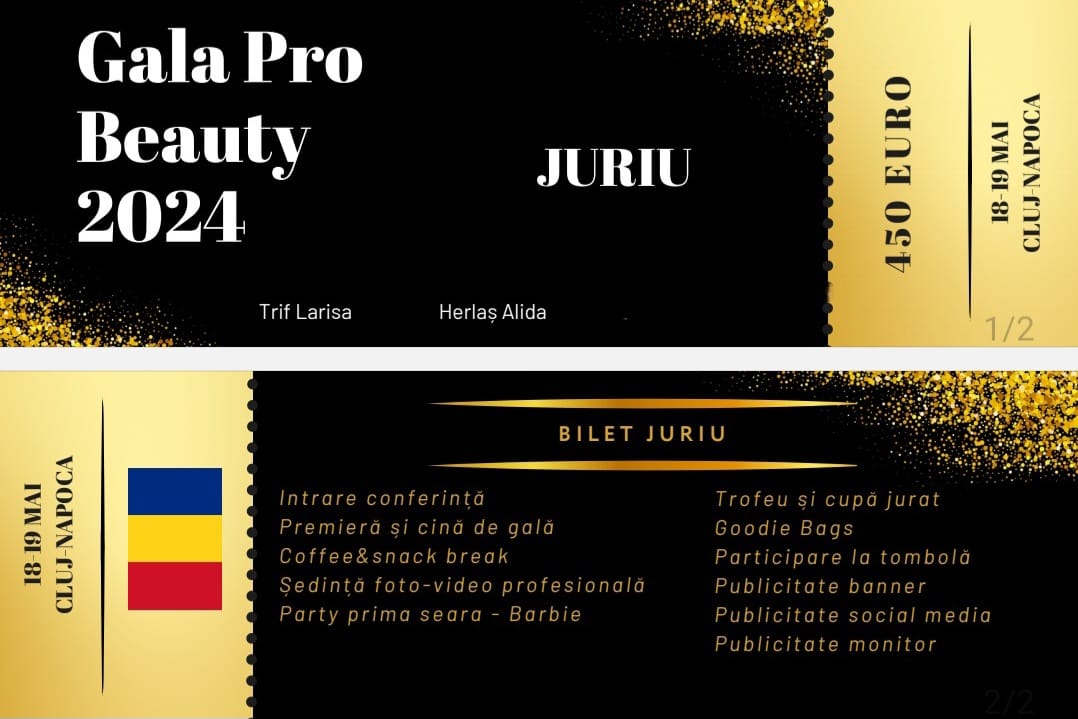 Gala Pro
Beauty
2024
JURIU
Trif Larisa
Herlaș Alida
450 EURO
18-19 MAI
CLUJ-NAPOCA
1/2
18-19 MAI
CLUJ-NAPOCA
BILET JURIU
Intrare conferință
Premieră și cină de gală
Coffee&snack break
Ședință foto-video profesională
Party prima seara - Barbie
Trofeu și cupă jurat
Goodie Bags
Participare la tombolă
Publicitate banner
Publicitate social media
Publicitate monitor
2/2